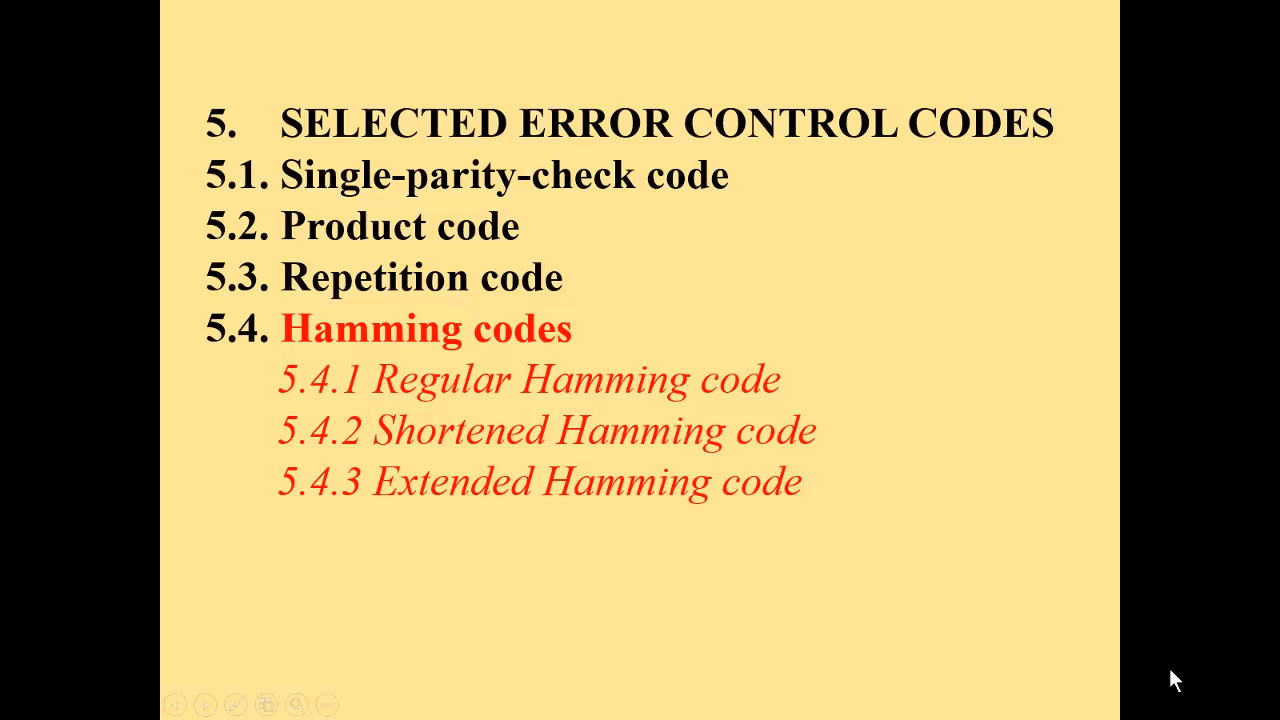 5. SELECTED ERROR CONTROL CODES
5.1. Single-parity-check code
5.2. Product code
5.3. Repetition code
5.4. Hamming codes
5.4.1 Regular Hamming code
5.4.2 Shortened Hamming code
5.4.3 Extended Hamming code